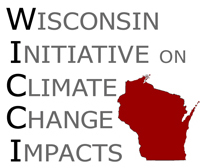 WISCONSIN
INITIATIVE ON
CLIMATE
CHANGE
IMPACTS